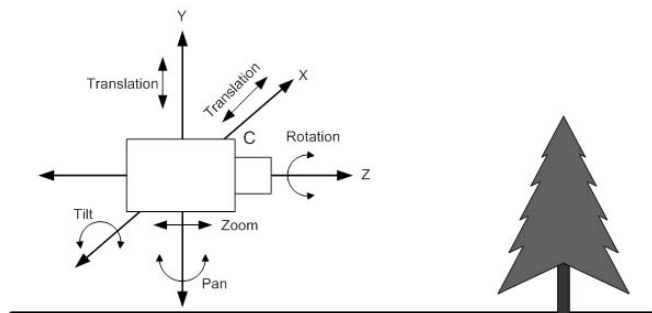 Y
X
Translation
Translation
C
Rotation
Z
Tilt
Zoom
Pan